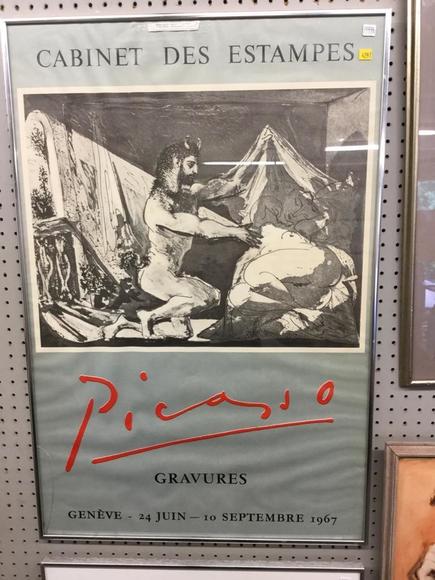 CABINET DES ESTAMPES
Picasso
GRAVURES
GENÈVE - 24 JUIN — 10 SEPTEMBRE 1967